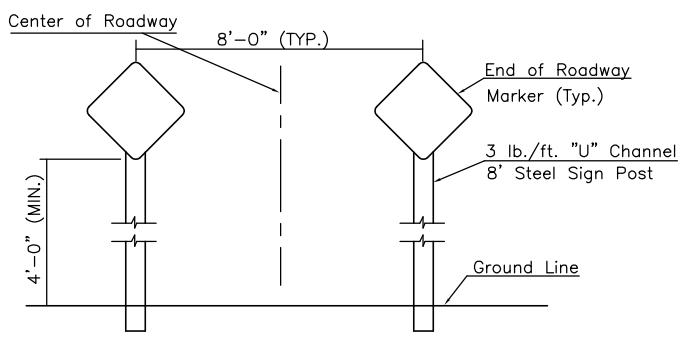 Center of Roadway
8'-0" (TYP.)
End of Roadway
Marker (Typ.)
3 lb./ft. "U" Channel
8' Steel Sign Post
4'-0" (MIN.)
Ground Line